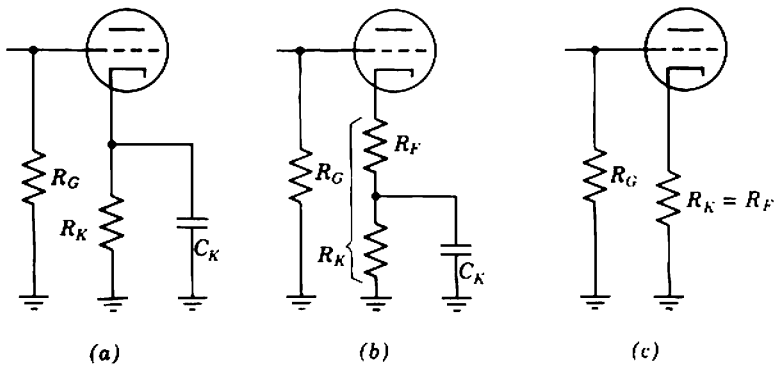 R_G
R_K
C_K
(a)
R_G
R_F
R_K
C_K
(b)
R_G
R_K = R_F
(c)